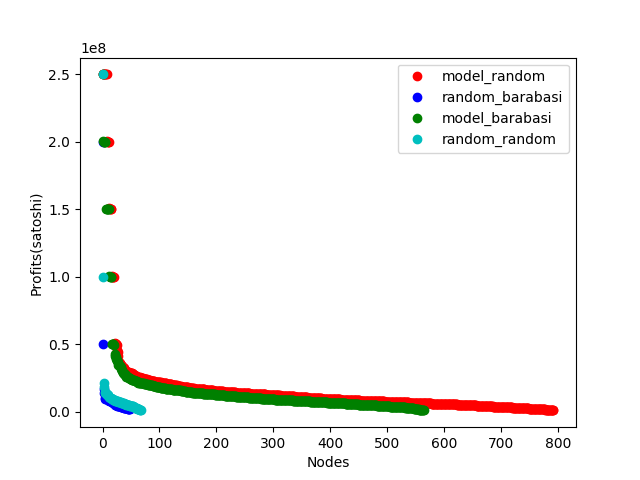 1e8
2.5
2.0
1.5
1.0
0.5
0.0
Profits(satoshi)
model_random
random_barabasi
model_barabasi
random_random
0 100 200 300 400 500 600 700 800
Nodes